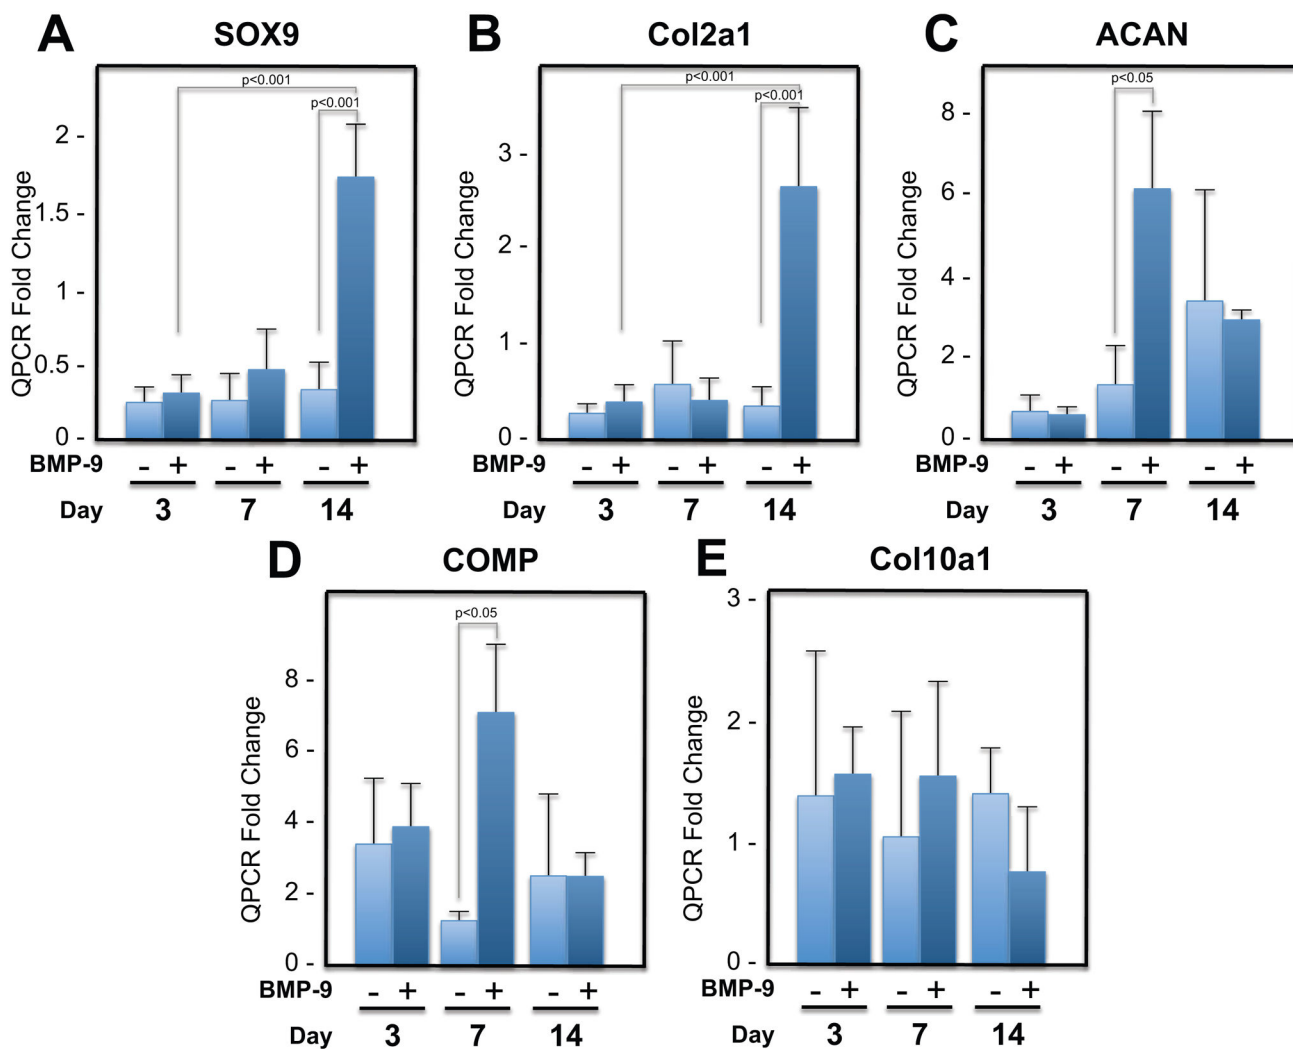 A SOX9
p<0.001
p<0.001
QPCR Fold Change
2 -
1.5 -
1 -
0.5 -
0 -
BMP-9 - + - + - +
Day 3 7 14
B Col2a1
p<0.001
p<0.001
QPCR Fold Change
3 -
2 -
1 -
0 -
- + - + - +
Day 3 7 14
C ACAN
p<0.05
QPCR Fold Change
8 -
6 -
4 -
2 -
0 -
BMP-9 - + - + - +
Day 3 7 14
D COMP
p<0.05
QPCR Fold Change
8 -
6 -
4 -
2 -
0 -
BMP-9 - + - + - +
Day 3 7 14
E Col10a1
QPCR Fold Change
3 -
2 -
1 -
0 -
BMP-9 - + - + - +
Day 3 7 14